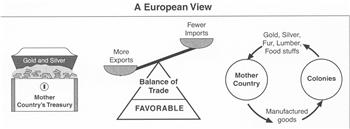 A European View
Gold and Silver
Mother
Country's Treasury
More
Exports
Fewer
Imports
Balance of
Trade
FAVORABLE
Gold, Silver,
Fur, Lumber,
Food stuffs
Mother
Country
Colonies
Manufactured
goods